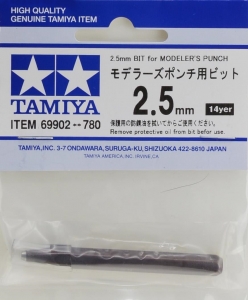 HIGH QUALITY
GENUINE TAMIYA ITEM
TAMIYA
ITEM 69902--780
2.5mm BIT for MODELER'S PUNCH
モデラーズポンチ用ビット
2.5mm 14yer
保護用の防錆油を拭いてからご使用ください。
Remove protective oil from bit befor use.
TAMIYA, INC. 3-7 ONDAWARA, SURUGA-KU, SHIZUOKA 422-8610 JAPAN
TAMIYA AMERICA INC. IRVINE, CA